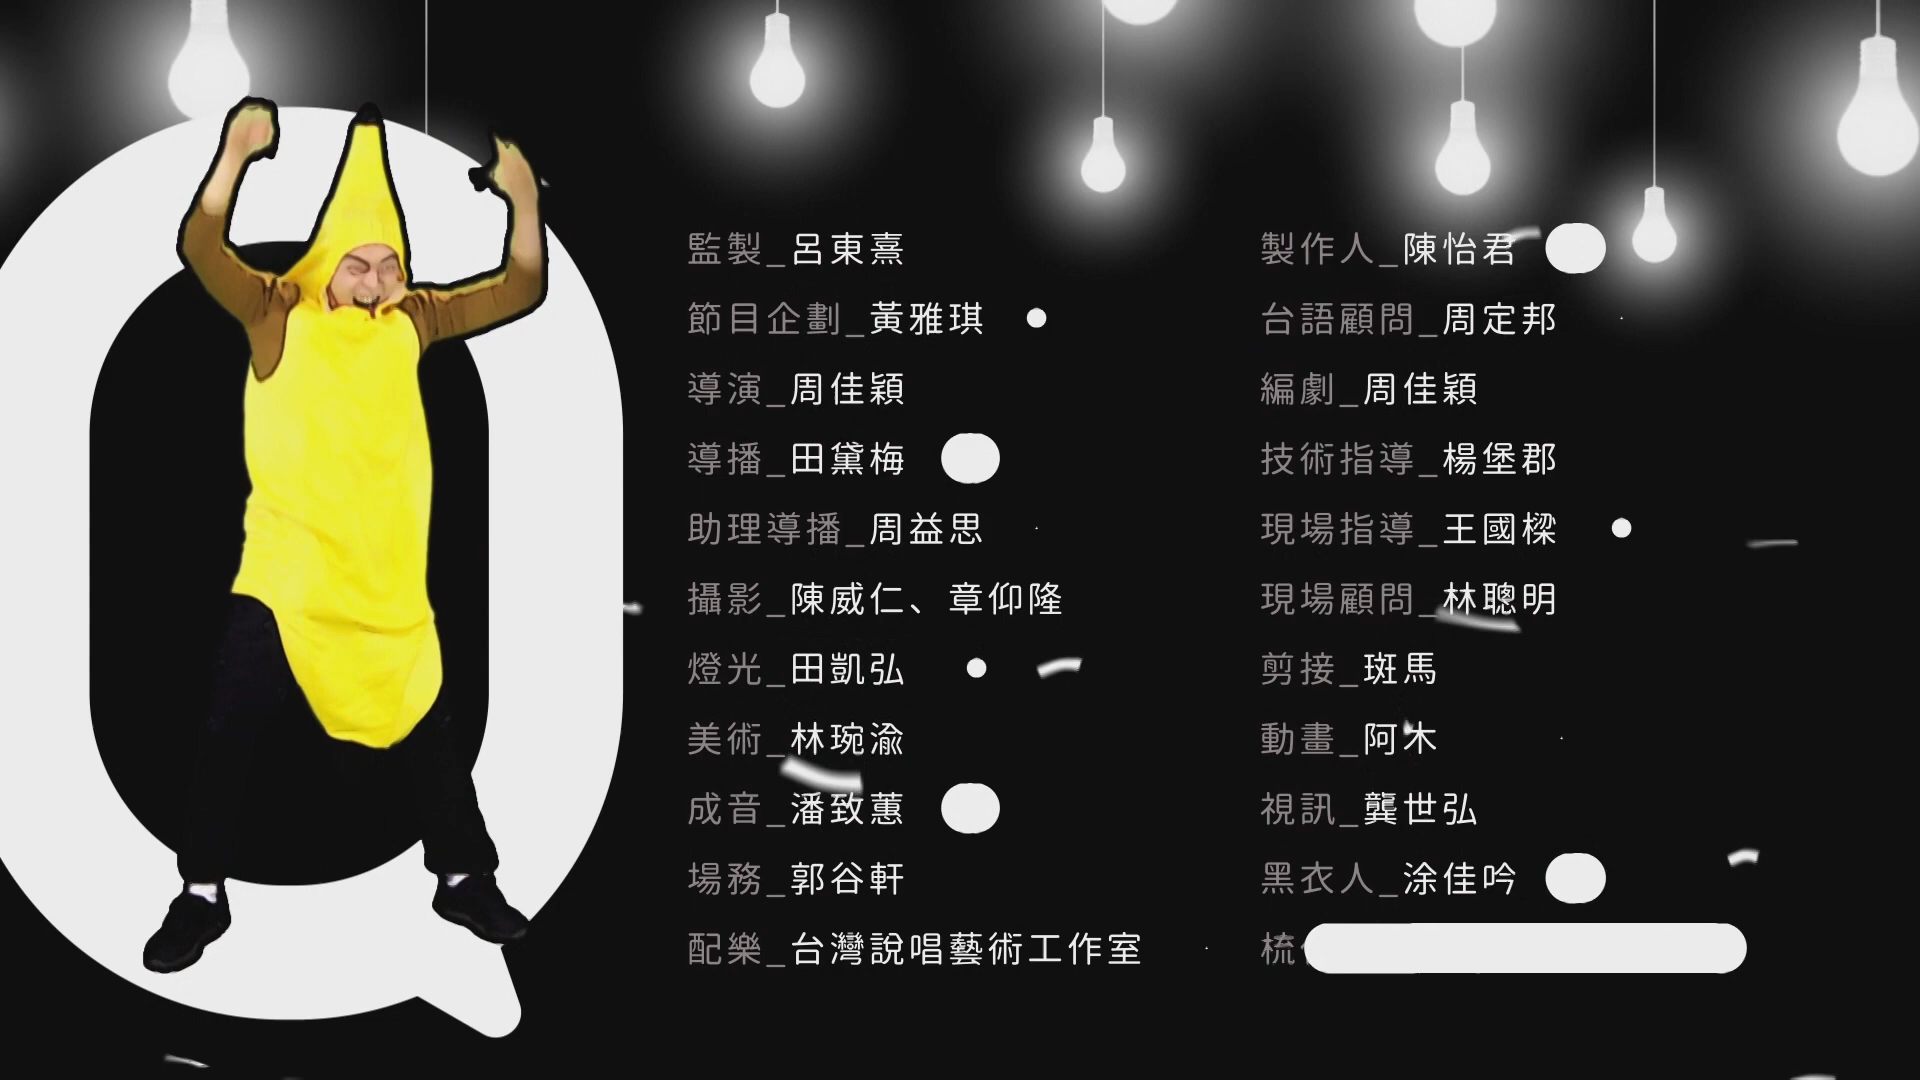 監製_呂東熹
節目企劃_黃雅琪
導演_周佳穎
導播_田黛梅
助理導播_周益思
攝影_陳威仁、章仰隆
燈光_田凱弘
美術_林琬渝
成音_潘致蕙
場務_郭谷軒
配樂_台灣說唱藝術工作室
製作人_陳怡君
台語顧問_周定邦
編劇_周佳穎
技術指導_楊堡郡
現場指導_王國樑
現場顧問_林聰明
剪接_斑馬
動畫_阿木
視訊_龔世弘
黑衣人_涂佳吟
梳